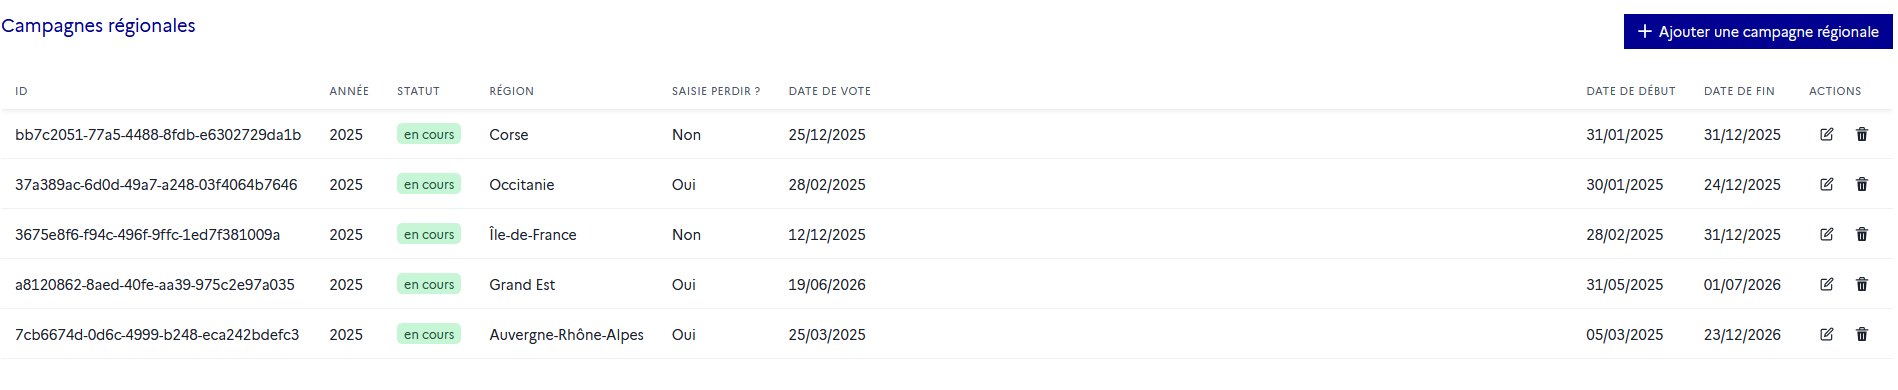 Campagnes régionales
Ajouter une campagne régionale
ID ANNÉE STATUT RÉGION SAISIE PERDIR ? DATE DE VOTE DATE DE DÉBUT DATE DE FIN ACTIONS
bb7c2051-77a5-4488-8fdb-e6302729da1b 2025 en cours Corse Non 25/12/2025 31/01/2025 31/12/2025
37a389ac-6d0d-49a7-a248-03f4064b7646 2025 en cours Occitanie Oui 28/02/2025 30/01/2025 24/12/2025
3675e8f6-f94c-496f-9ffc-1ed7f381009a 2025 en cours Île-de-France Non 12/12/2025 28/02/2025 31/12/2025
a8120862-8aed-40fe-aa39-975c2e97a035 2025 en cours Grand Est Oui 19/06/2026 31/05/2025 01/07/2026
7cb6674d-0d6c-4999-b248-eca242bdefc3 2025 en cours Auvergne-Rhône-Alpes Oui 25/03/2025 05/03/2025 23/12/2026